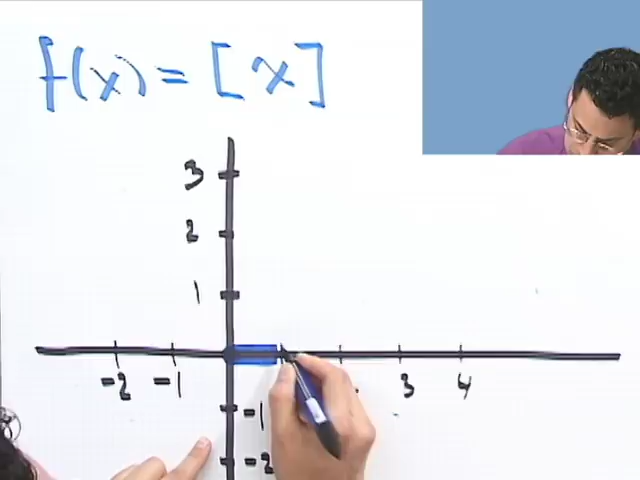 f(x) = [x]
3
2
1
-2 -1 3 4
-1
-2